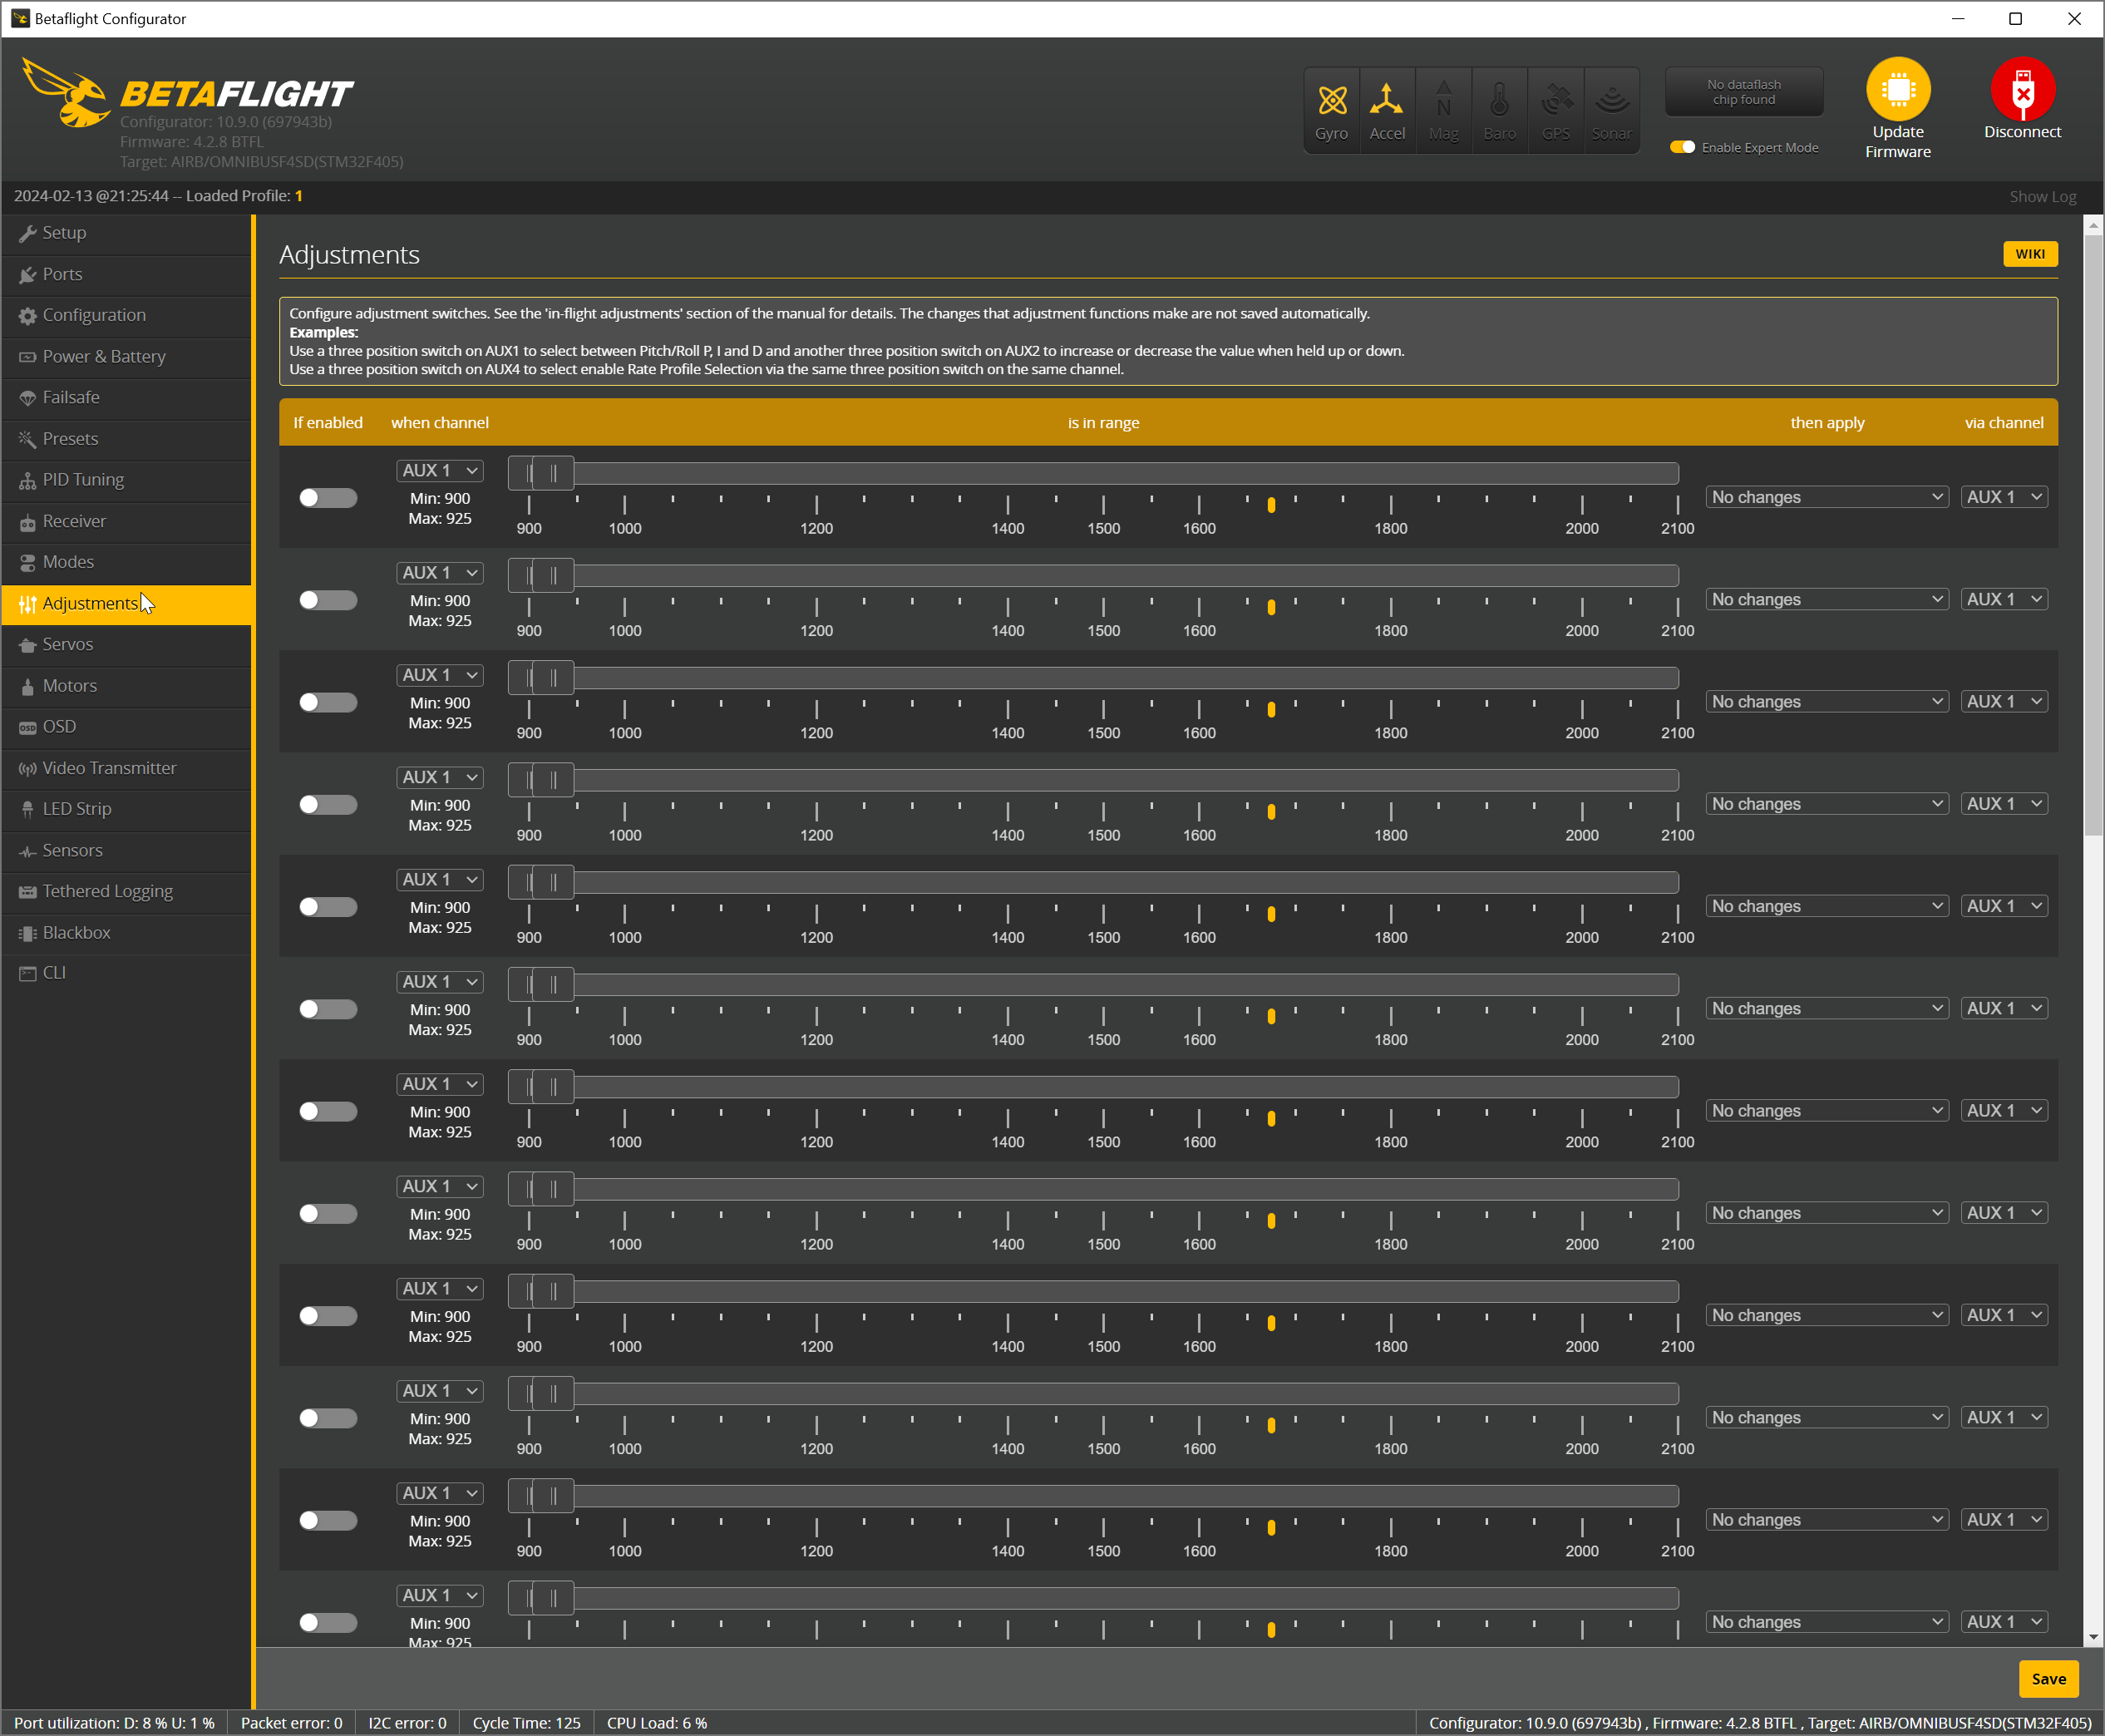 Betaflight Configurator
BETAFLIGHT
Configurator: 10.9.0 (697943b)
Firmware: 4.2.8 BTFL
Target: AIRB/OMNIBUSF4SD(STM32F405)
Gyro Accel Mag Baro GPS Sonar
No dataflash
chip found
Enable Expert Mode
Update
Firmware
Disconnect
2024-02-13 @21:25:44 -- Loaded Profile: 1
Show Log
Setup
Ports
Configuration
Power & Battery
Failsafe
Presets
PID Tuning
Receiver
Modes
Adjustments
Servos
Motors
OSD
Video Transmitter
LED Strip
Sensors
Tethered Logging
Blackbox
CLI
Adjustments
WIKI
Configure adjustment switches. See the 'in-flight adjustments' section of the manual for details. The changes that adjustment functions make are not saved automatically.
Examples:
Use a three position switch on AUX1 to select between Pitch/Roll P, I and D and another three position switch on AUX2 to increase or decrease the value when held up or down.
Use a three position switch on AUX4 to select enable Rate Profile Selection via the same three position switch on the same channel.
If enabled when channel is in range then apply via channel
AUX 1
Min: 900
Max: 925
900 1000 1200 1400 1500 1600 1800 2000 2100
No changes AUX 1
AUX 1
Min: 900
Max: 925
900 1000 1200 1400 1500 1600 1800 2000 2100
No changes AUX 1
AUX 1
Min: 900
Max: 925
900 1000 1200 1400 1500 1600 1800 2000 2100
No changes AUX 1
AUX 1
Min: 900
Max: 925
900 1000 1200 1400 1500 1600 1800 2000 2100
No changes AUX 1
AUX 1
Min: 900
Max: 925
900 1000 1200 1400 1500 1600 1800 2000 2100
No changes AUX 1
AUX 1
Min: 900
Max: 925
900 1000 1200 1400 1500 1600 1800 2000 2100
No changes AUX 1
AUX 1
Min: 900
Max: 925
900 1000 1200 1400 1500 1600 1800 2000 2100
No changes AUX 1
AUX 1
Min: 900
Max: 925
900 1000 1200 1400 1500 1600 1800 2000 2100
No changes AUX 1
AUX 1
Min: 900
Max: 925
900 1000 1200 1400 1500 1600 1800 2000 2100
No changes AUX 1
AUX 1
Min: 900
Max: 925
900 1000 1200 1400 1500 1600 1800 2000 2100
No changes AUX 1
AUX 1
Min: 900
Max: 925
900 1000 1200 1400 1500 1600 1800 2000 2100
No changes AUX 1
AUX 1
Min: 900
Max: 925
No changes AUX 1
Save
Port utilization: D: 8 % U: 1 % Packet error: 0 I2C error: 0 Cycle Time: 125 CPU Load: 6 % Configurator: 10.9.0 (697943b) , Firmware: 4.2.8 BTFL , Target: AIRB/OMNIBUSF4SD(STM32F405)